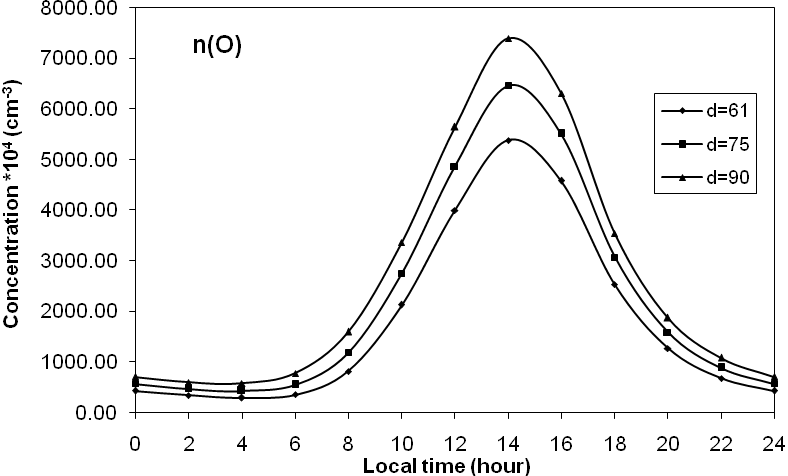 8000.00
7000.00
6000.00
5000.00
4000.00
3000.00
2000.00
1000.00
0.00
Concentration *10⁴ (cm⁻³)
n(O)
d=61
d=75
d=90
0 2 4 6 8 10 12 14 16 18 20 22 24
Local time (hour)